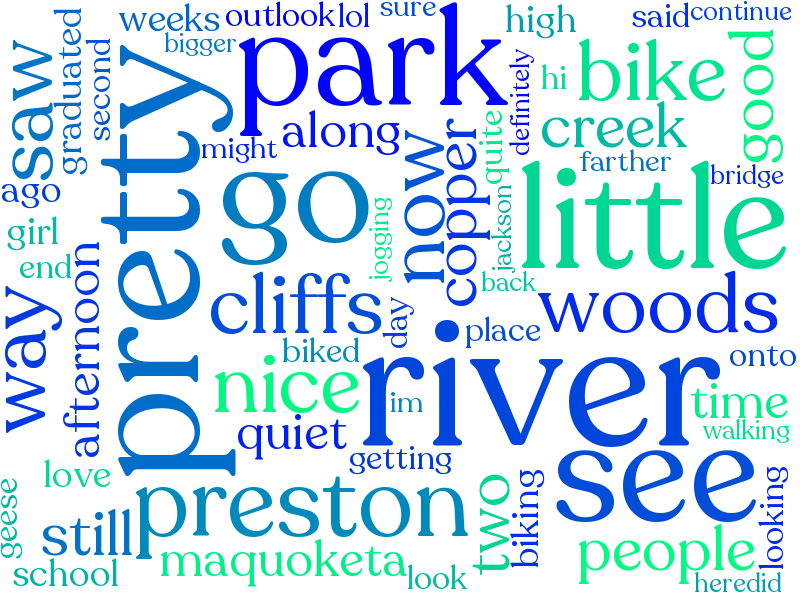 weeks
outlook
lol
sure
high
said
continue
bigger
graduated
second
saw
pretty
park
along
might
now
definitely
hi
bike
good
creek
quite
farther
bridge
ago
go
copper
jackson
little
girl
end
jogging
back
way
afternoon
cliffs
day
place
woods
biked
river
onto
nice
im
time
walking
quiet
getting
see
love
geese
still
preston
two
biking
looking
people
school
maquoketa
look
heredid